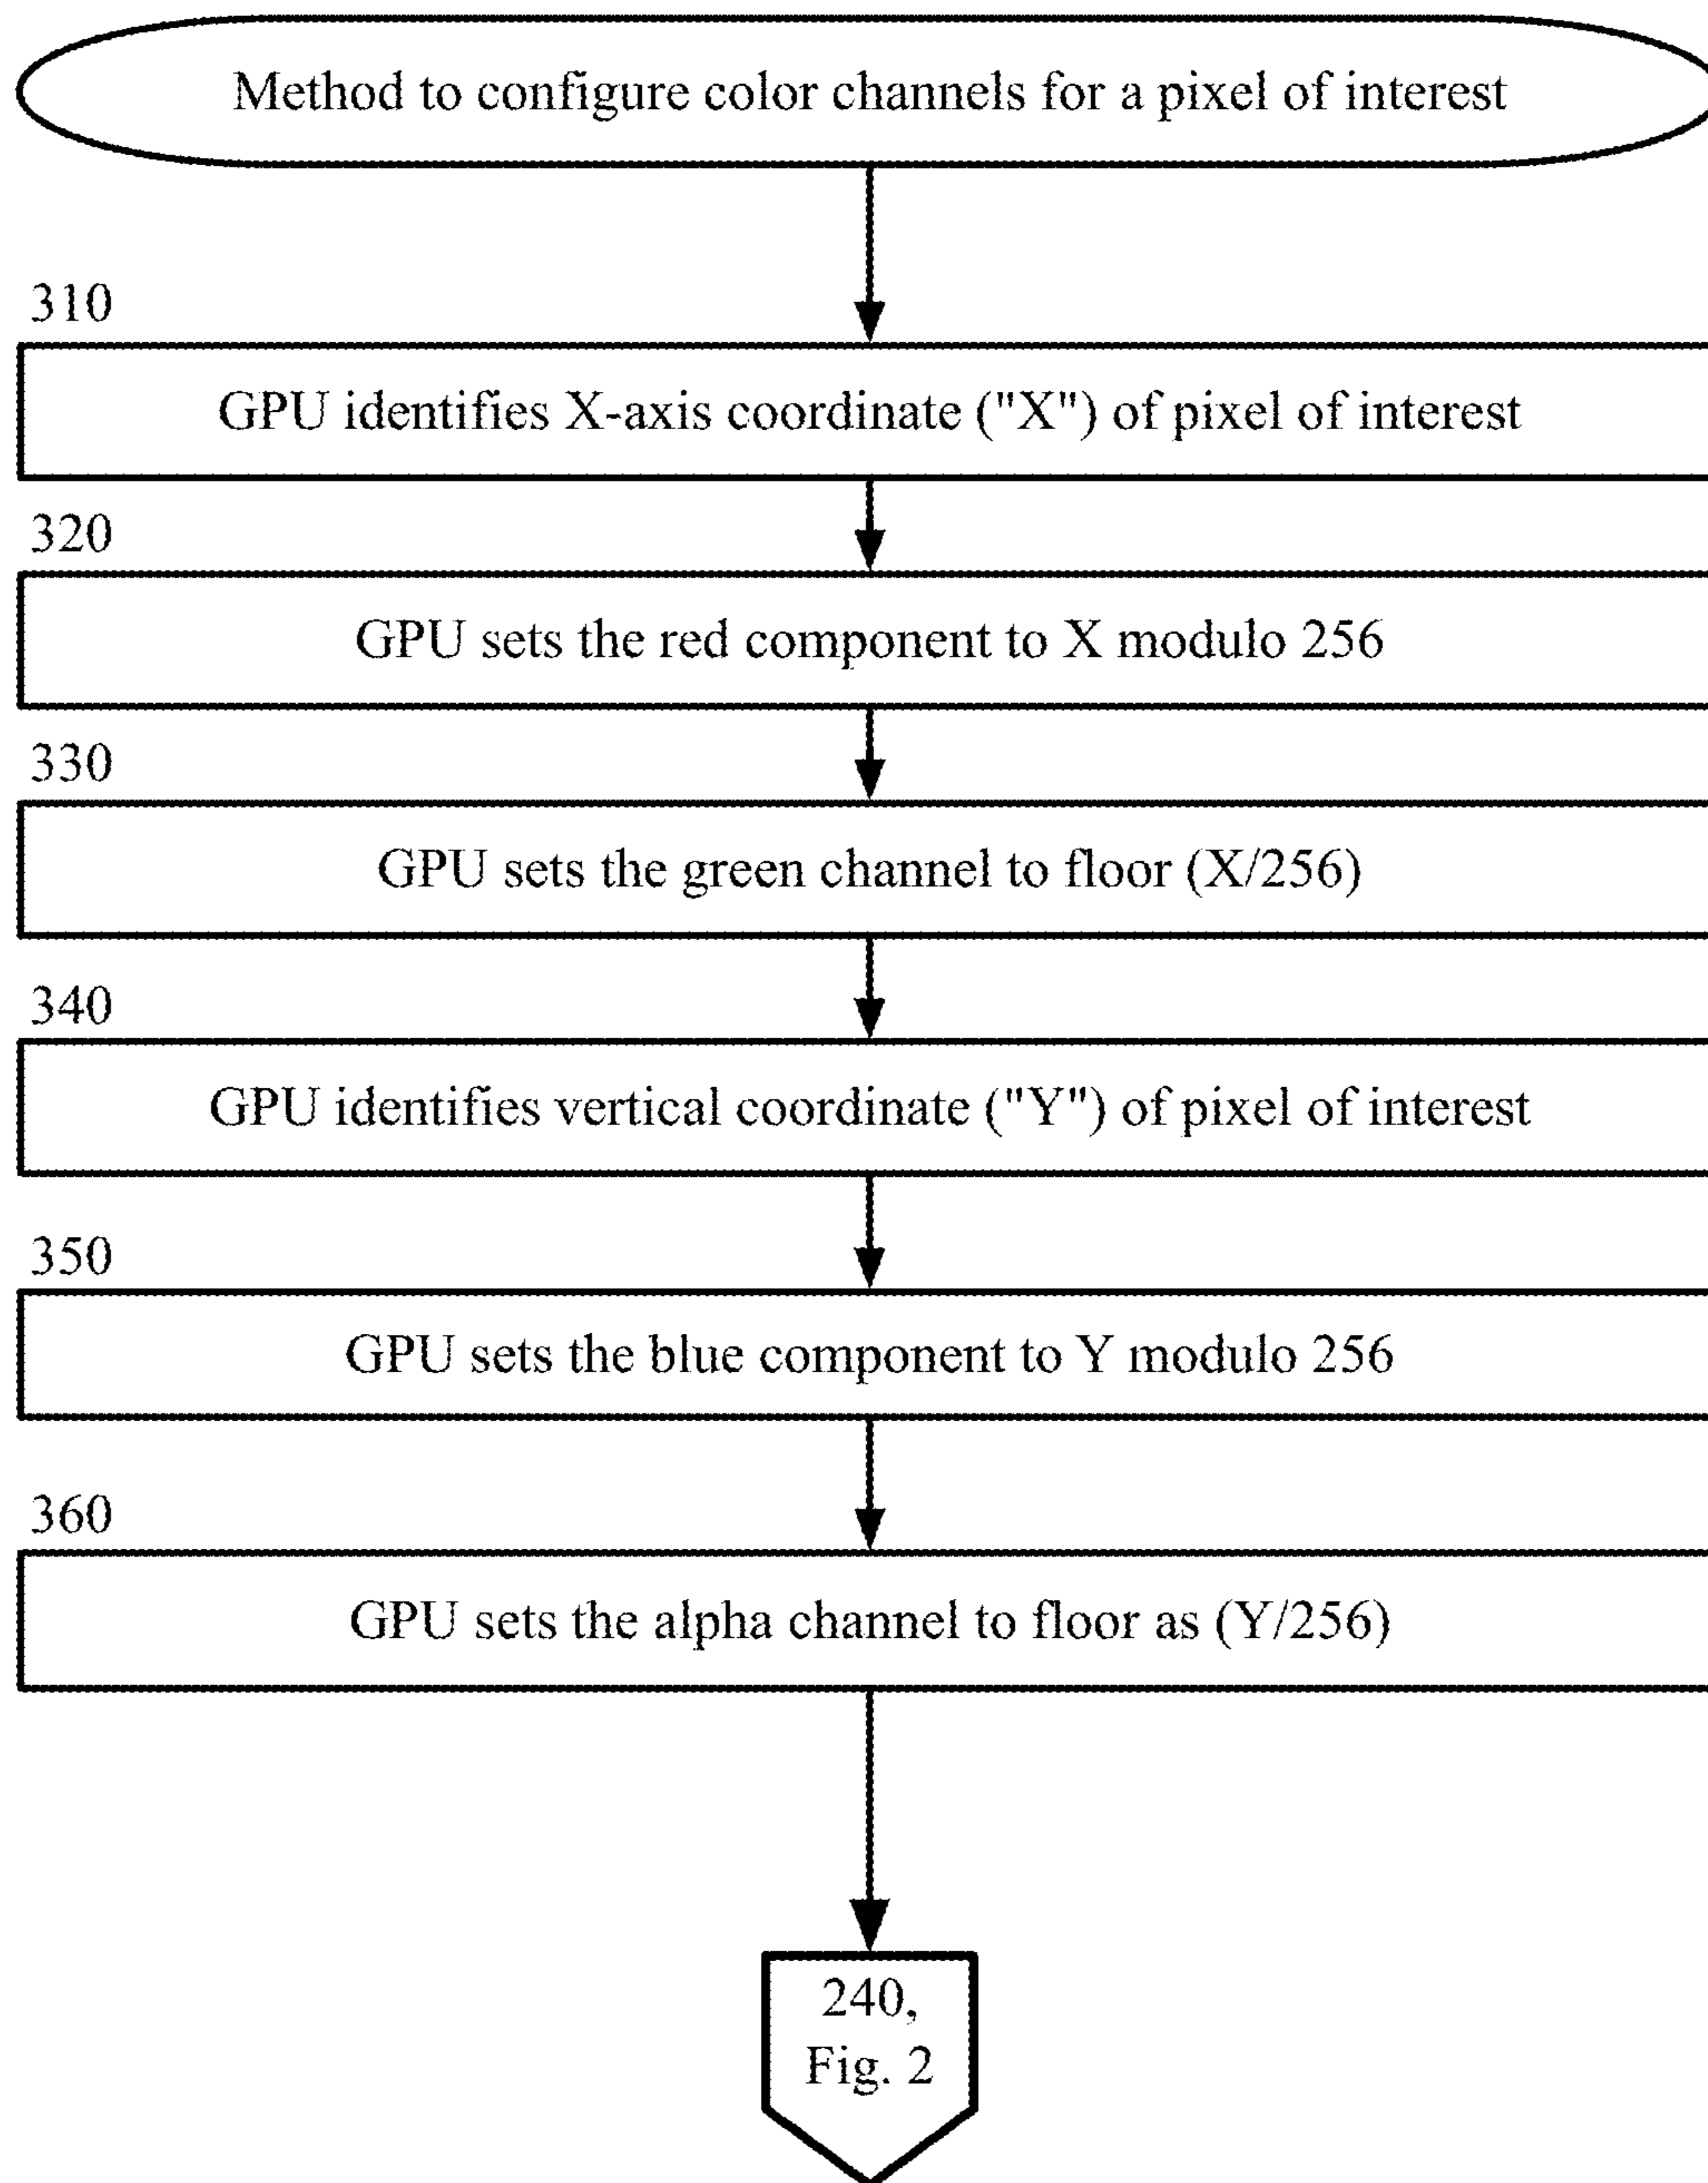 Method to configure color channels for a pixel of interest
310
GPU identifies X-axis coordinate ("X") of pixel of interest
320
GPU sets the red component to X modulo 256
330
GPU sets the green channel to floor (X/256)
340
GPU identifies vertical coordinate ("Y") of pixel of interest
350
GPU sets the blue component to Y modulo 256
360
GPU sets the alpha channel to floor as (Y/256)
240,
Fig. 2